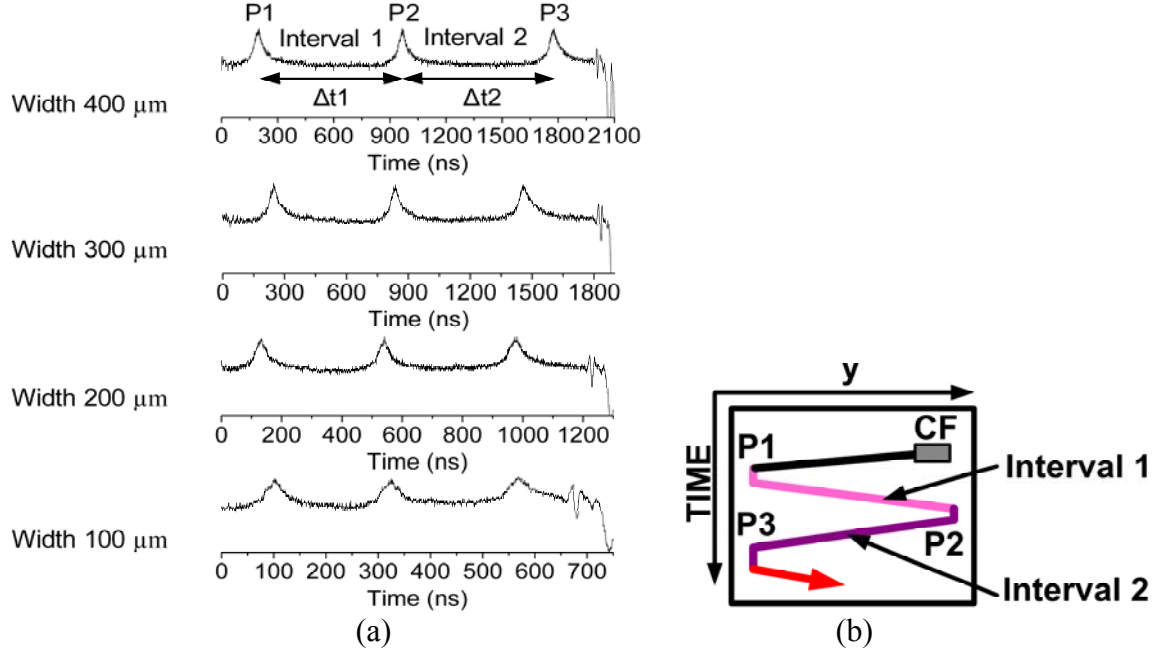 P1 P2 P3
Interval 1 Interval 2
Δt1 Δt2
Width 400 µm
0 300 600 900 1200 1500 1800 2100
Time (ns)
Width 300 µm
0 300 600 900 1200 1500 1800
Time (ns)
Width 200 µm
0 200 400 600 800 1000 1200
Time (ns)
Width 100 µm
0 100 200 300 400 500 600 700
Time (ns)
(a)
y
TIME
CF
P1
Interval 1
P3
P2
Interval 2
(b)